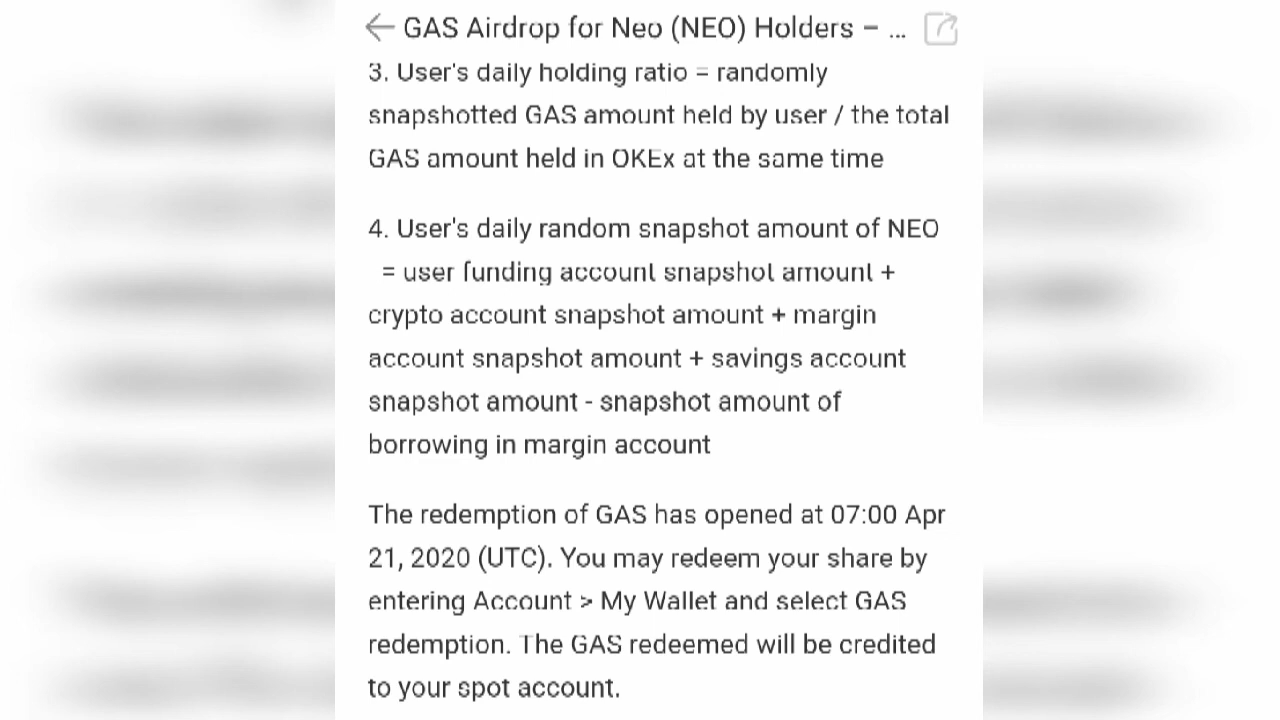 GAS Airdrop for Neo (NEO) Holders – ...
3. User's daily holding ratio = randomly
snapshotted GAS amount held by user / the total
GAS amount held in OKEx at the same time
4. User's daily random snapshot amount of NEO
= user funding account snapshot amount +
crypto account snapshot amount + margin
account snapshot amount + savings account
snapshot amount - snapshot amount of
borrowing in margin account
The redemption of GAS has opened at 07:00 Apr
21, 2020 (UTC). You may redeem your share by
entering Account > My Wallet and select GAS
redemption. The GAS redeemed will be credited
to your spot account.